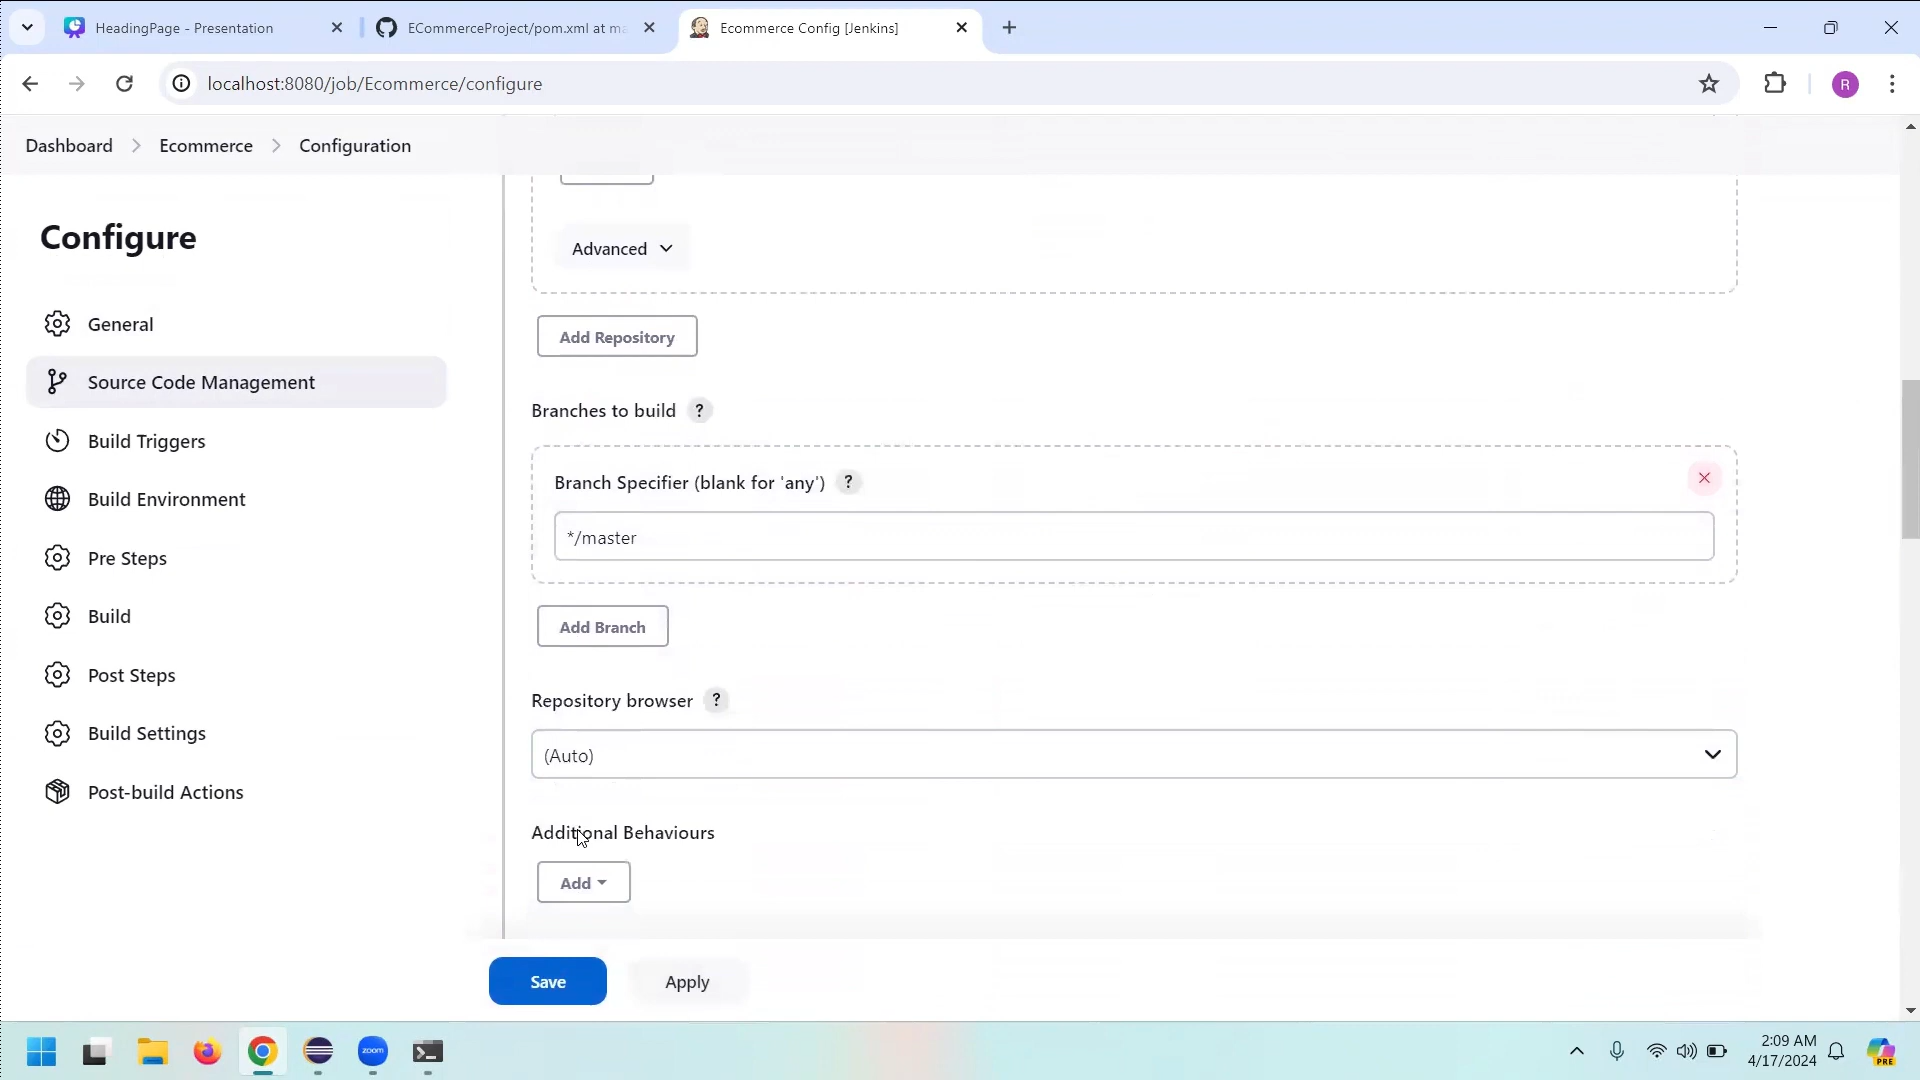 HeadingPage - Presentation
ECommerceProject/pom.xml at ma
Ecommerce Config [Jenkins]
localhost:8080/job/Ecommerce/configure
R
Dashboard > Ecommerce > Configuration
Configure
General
Source Code Management
Build Triggers
Build Environment
Pre Steps
Build
Post Steps
Build Settings
Post-build Actions
Advanced
Add Repository
Branches to build ?
Branch Specifier (blank for 'any') ?
*/master
Add Branch
Repository browser ?
(Auto)
Additional Behaviours
Add
Save
Apply
zoom
2:09 AM
4/17/2024
PRE